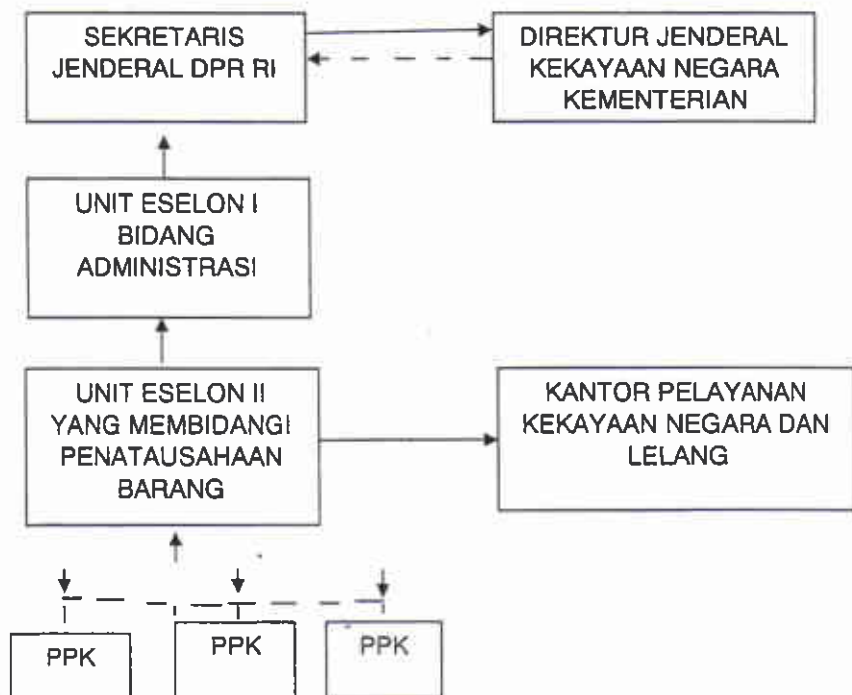 SEKRETARIS
JENDERAL DPR RI
DIREKTUR JENDERAL
KEKAYAAN NEGARA
KEMENTERIAN
UNIT ESELON I
BIDANG
ADMINISTRASI
UNIT ESELON II
YANG MEMBIDANGI
PENATAUSAHAAN
BARANG
KANTOR PELAYANAN
KEKAYAAN NEGARA DAN
LELANG
PPK
PPK
PPK